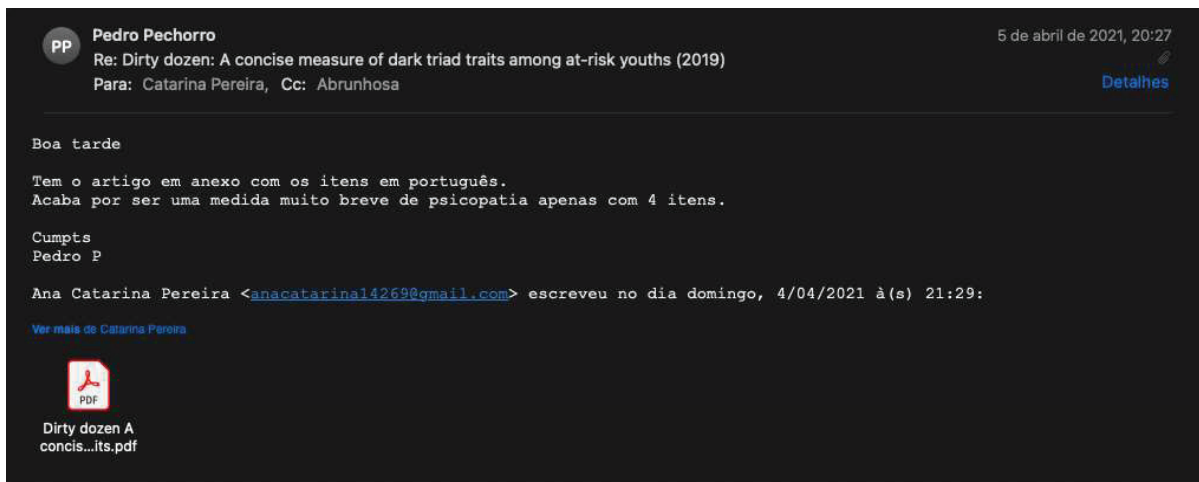 PP
Pedro Pechorro
5 de abril de 2021, 20:27
Re: Dirty dozen: A concise measure of dark triad traits among at-risk youths (2019)
Para: Catarina Pereira, Cc: Abrunhosa
Detalhes
Boa tarde
Tem o artigo em anexo com os itens em português.
Acaba por ser uma medida muito breve de psicopatia apenas com 4 itens.
Cumpts
Pedro P
Ana Catarina Pereira <anacatarina14269@gmail.com> escreveu no dia domingo, 4/04/2021 à(s) 21:29:
Ver mais de Catarina Pereira
PDF
Dirty dozen A
concis...its.pdf